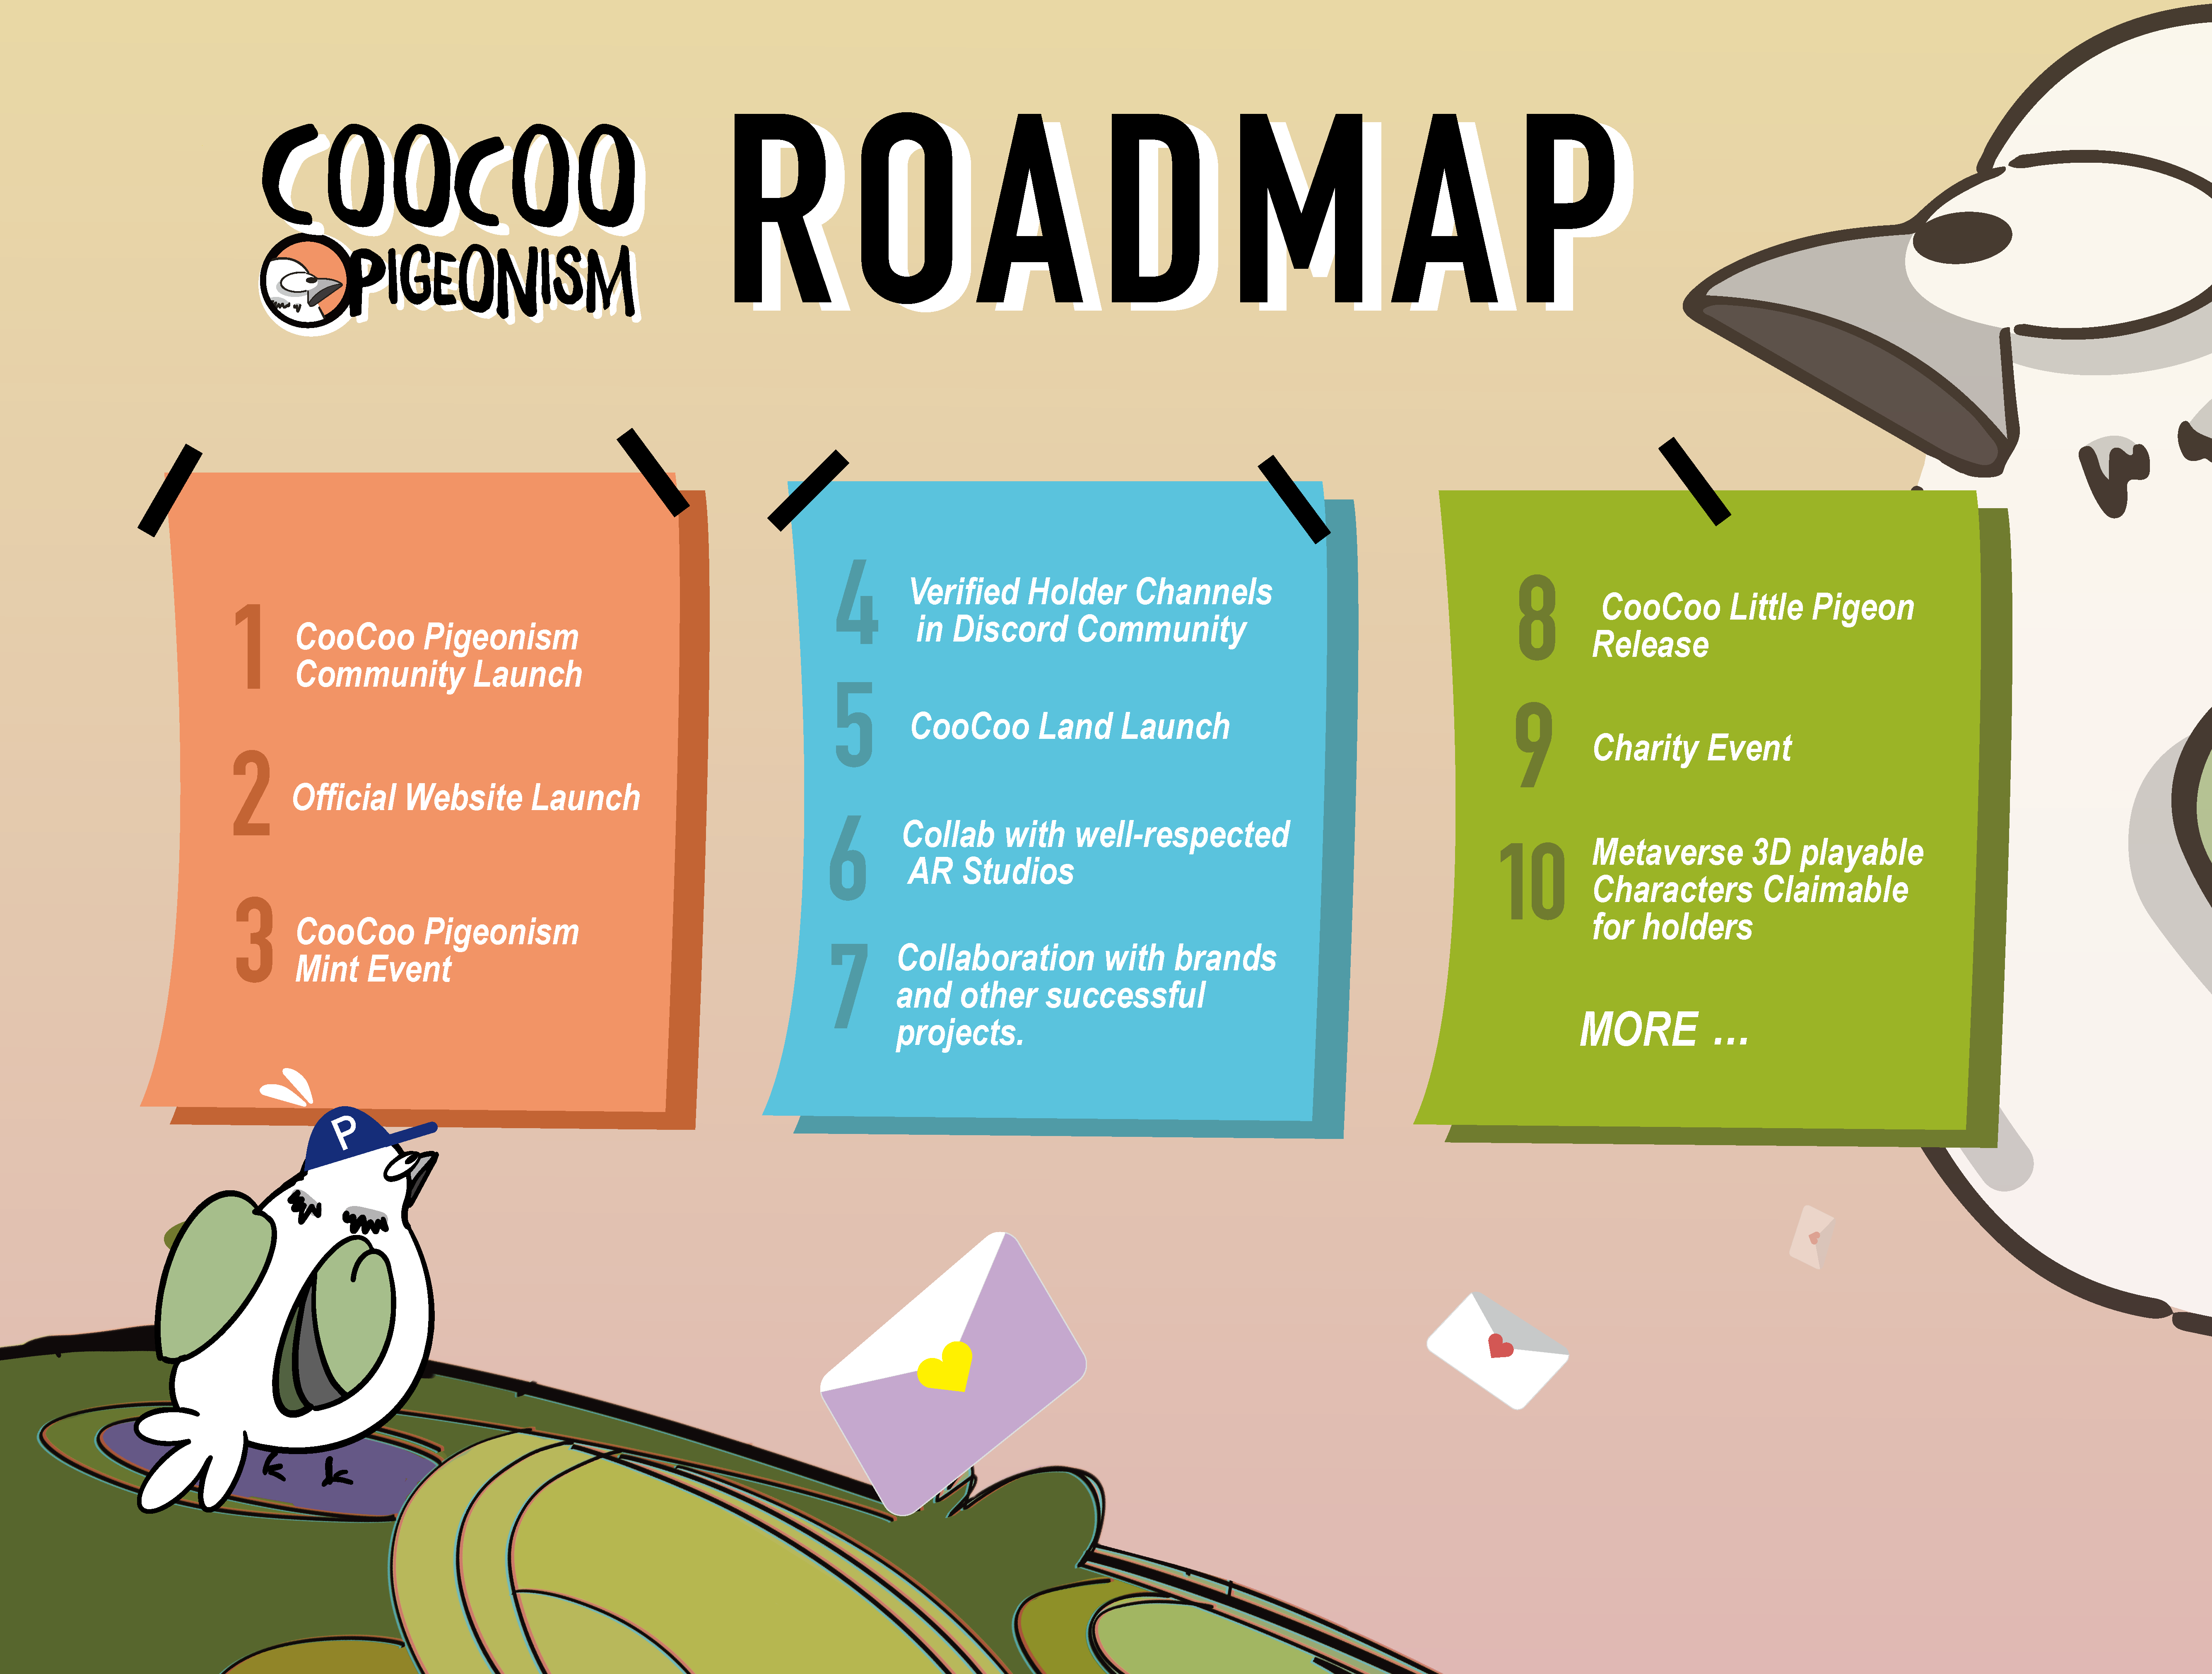 COOCOO
PIGEONISM
ROADMAP
1
CooCoo Pigeonism
Community Launch
2
Official Website Launch
3
CooCoo Pigeonism
Mint Event
4
Verified Holder Channels
in Discord Community
5
CooCoo Land Launch
6
Collab with well-respected
AR Studios
7
Collaboration with brands
and other successful
projects.
8
CooCoo Little Pigeon
Release
9
Charity Event
10
Metaverse 3D playable
Characters Claimable
for holders
MORE ...
P